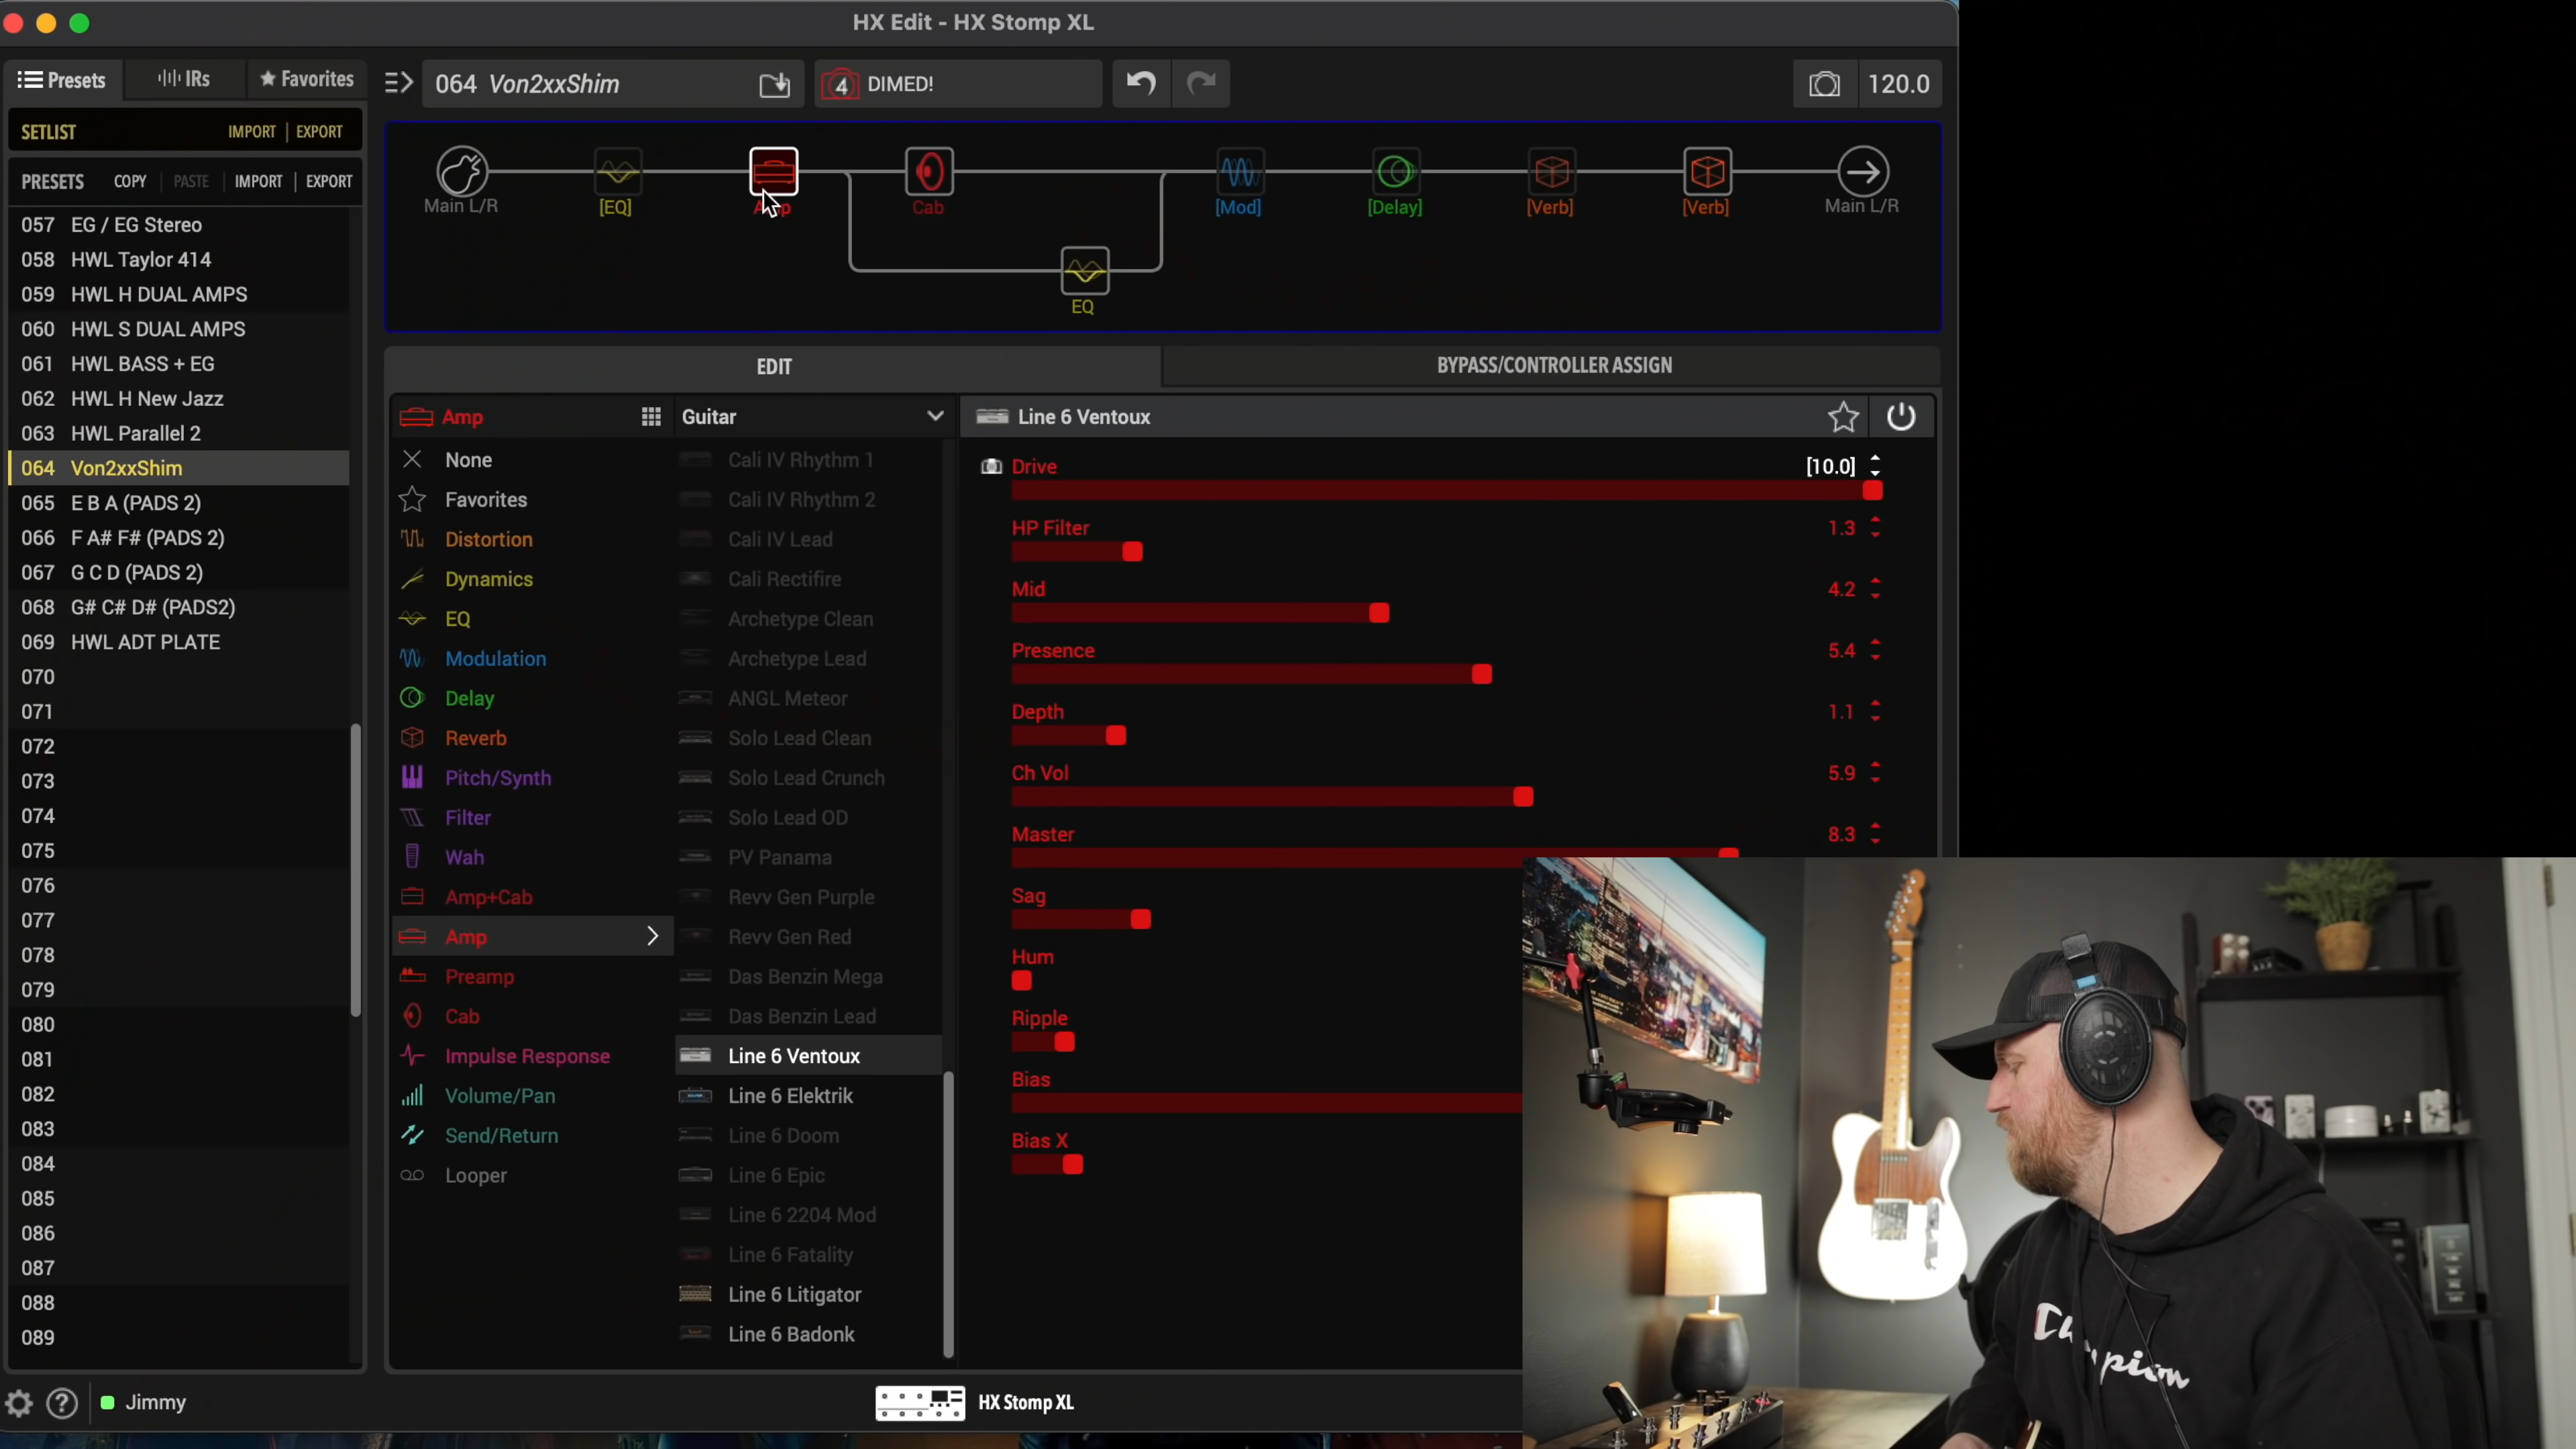 HX Edit - HX Stomp XL
Presets
IRs
Favorites
064 Von2xxShim
4 DIMED!
120.0
SETLIST IMPORT | EXPORT
PRESETS COPY | PASTE | IMPORT | EXPORT
057 EG / EG Stereo
058 HWL Taylor 414
059 HWL H DUAL AMPS
060 HWL S DUAL AMPS
061 HWL BASS + EG
062 HWL H New Jazz
063 HWL Parallel 2
064 Von2xxShim
065 E B A (PADS 2)
066 F A# F# (PADS 2)
067 G C D (PADS 2)
068 G# C# D# (PADS2)
069 HWL ADT PLATE
070
071
072
073
074
075
076
077
078
079
080
081
082
083
084
085
086
087
088
089
Main L/R
[EQ]
Cab
[Mod]
[Delay]
[Verb]
[Verb]
Main L/R
EQ
EDIT
BYPASS/CONTROLLER ASSIGN
Amp
None
Favorites
Distortion
Dynamics
EQ
Modulation
Delay
Reverb
Pitch/Synth
Filter
Wah
Amp+Cab
Amp
Preamp
Cab
Impulse Response
Volume/Pan
Send/Return
Looper
Guitar
Cali IV Rhythm 1
Cali IV Rhythm 2
Cali IV Lead
Cali Rectifire
Archetype Clean
Archetype Lead
ANGL Meteor
Solo Lead Clean
Solo Lead Crunch
Solo Lead OD
PV Panama
Revv Gen Purple
Revv Gen Red
Das Benzin Mega
Das Benzin Lead
Line 6 Ventoux
Line 6 Elektrik
Line 6 Doom
Line 6 Epic
Line 6 2204 Mod
Line 6 Fatality
Line 6 Litigator
Line 6 Badonk
Line 6 Ventoux
Drive [10.0]
HP Filter 1.3
Mid 4.2
Presence 5.4
Depth 1.1
Ch Vol 5.9
Master 8.3
Sag
Hum
Ripple
Bias
Bias X
Jimmy
HX Stomp XL